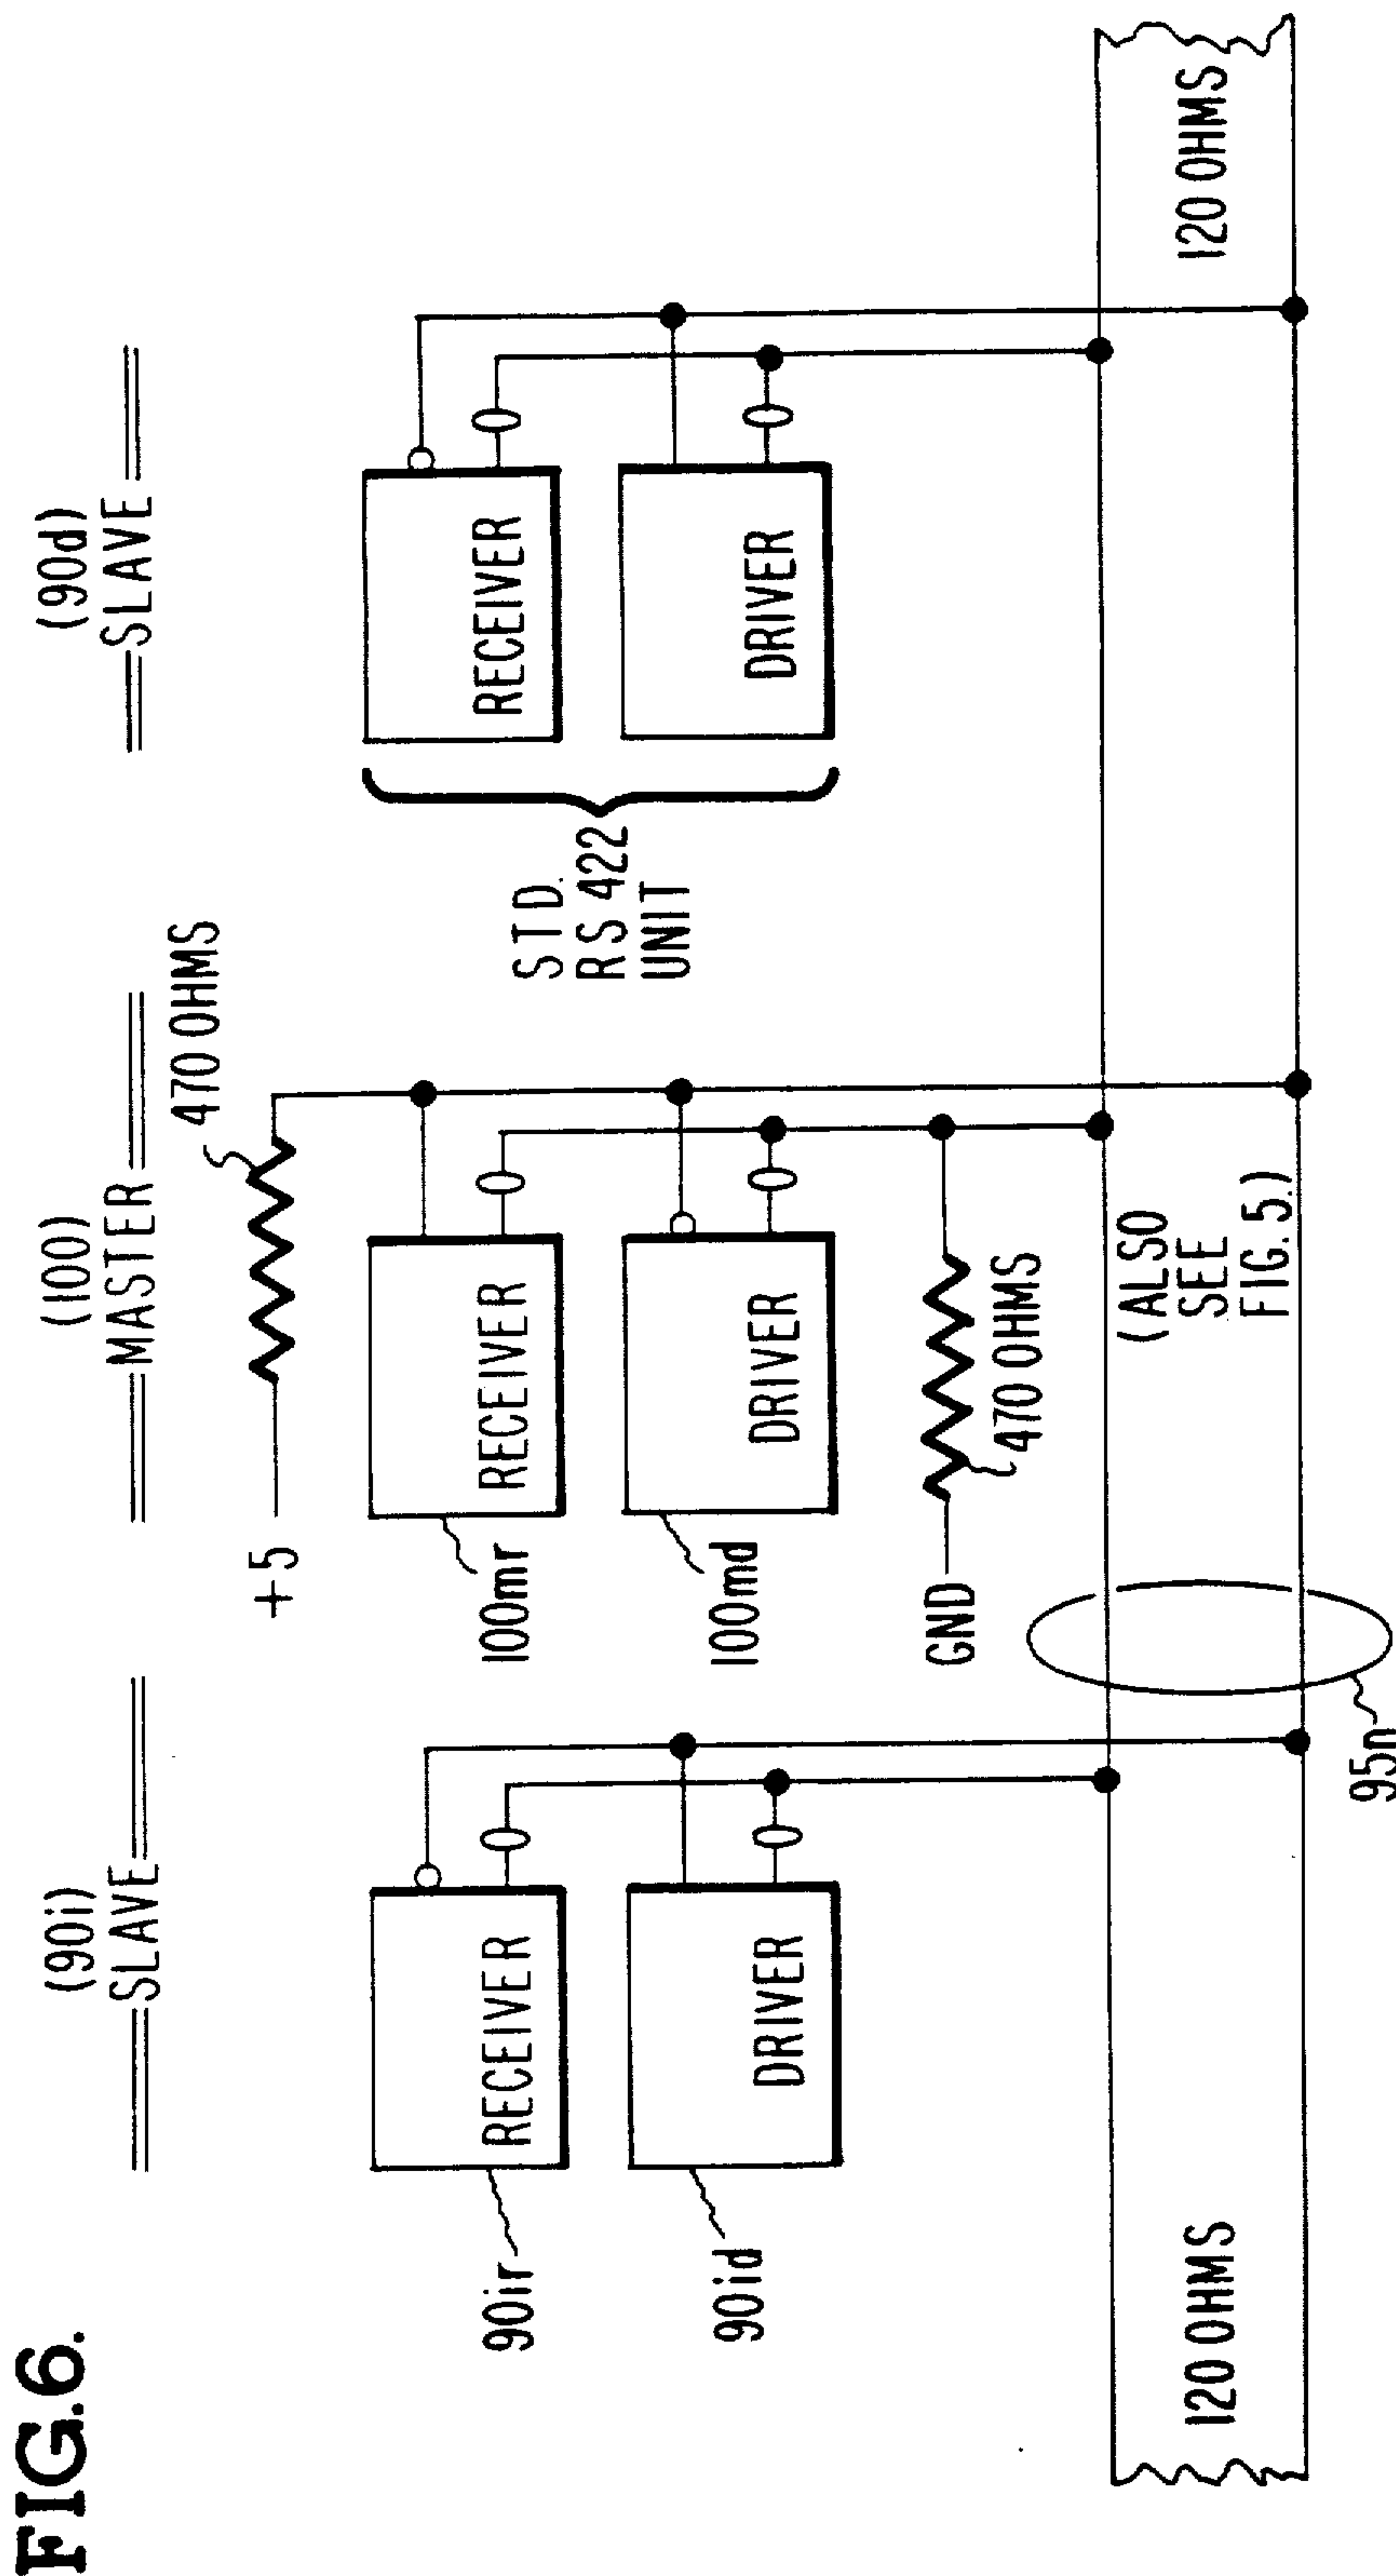 FIG.6.
(90i)
SLAVE
(100)
MASTER
(90d)
SLAVE
+5
470 OHMS
RECEIVER
RECEIVER
RECEIVER
90ir
100mr
STD.
RS 422
UNIT
DRIVER
DRIVER
DRIVER
90id
100md
GND
470 OHMS
120 OHMS
(ALSO
SEE
FIG. 5.)
120 OHMS
95n